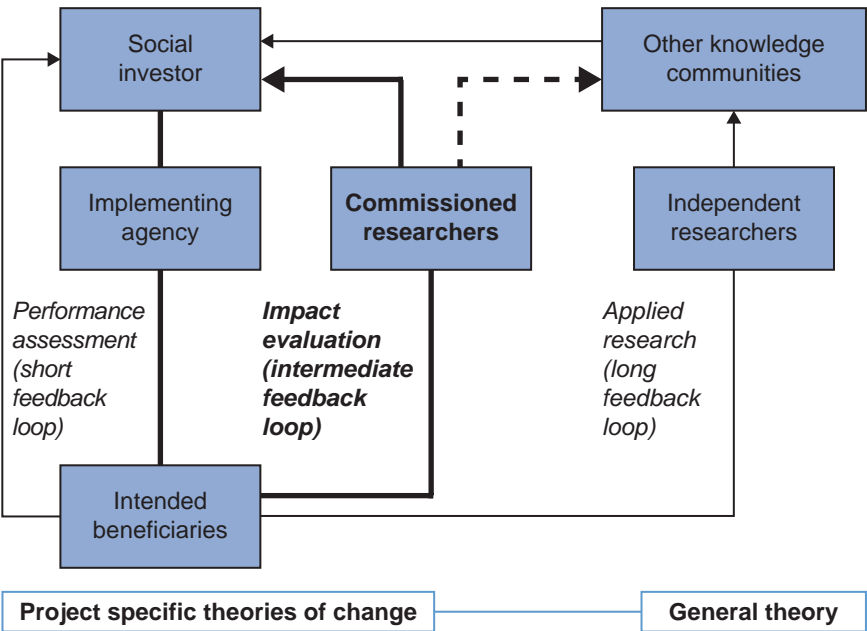 Social
investor
Other knowledge
communities
Implementing
agency
Commissioned
researchers
Independent
researchers
Performance
assessment
(short
feedback
loop)
Impact
evaluation
(intermediate
feedback
loop)
Applied
research
(long
feedback
loop)
Intended
beneficiaries
Project specific theories of change
General theory